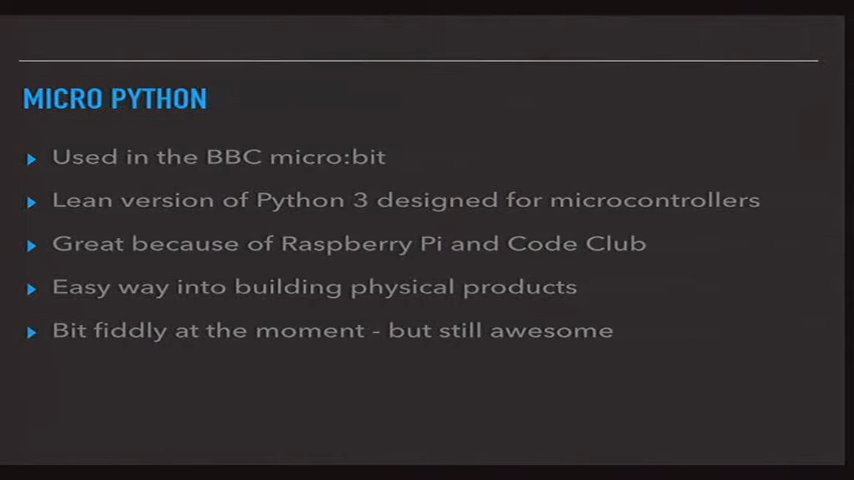 MICRO PYTHON
Used in the BBC micro:bit
Lean version of Python 3 designed for microcontrollers
Great because of Raspberry Pi and Code Club
Easy way into building physical products
Bit fiddly at the moment - but still awesome